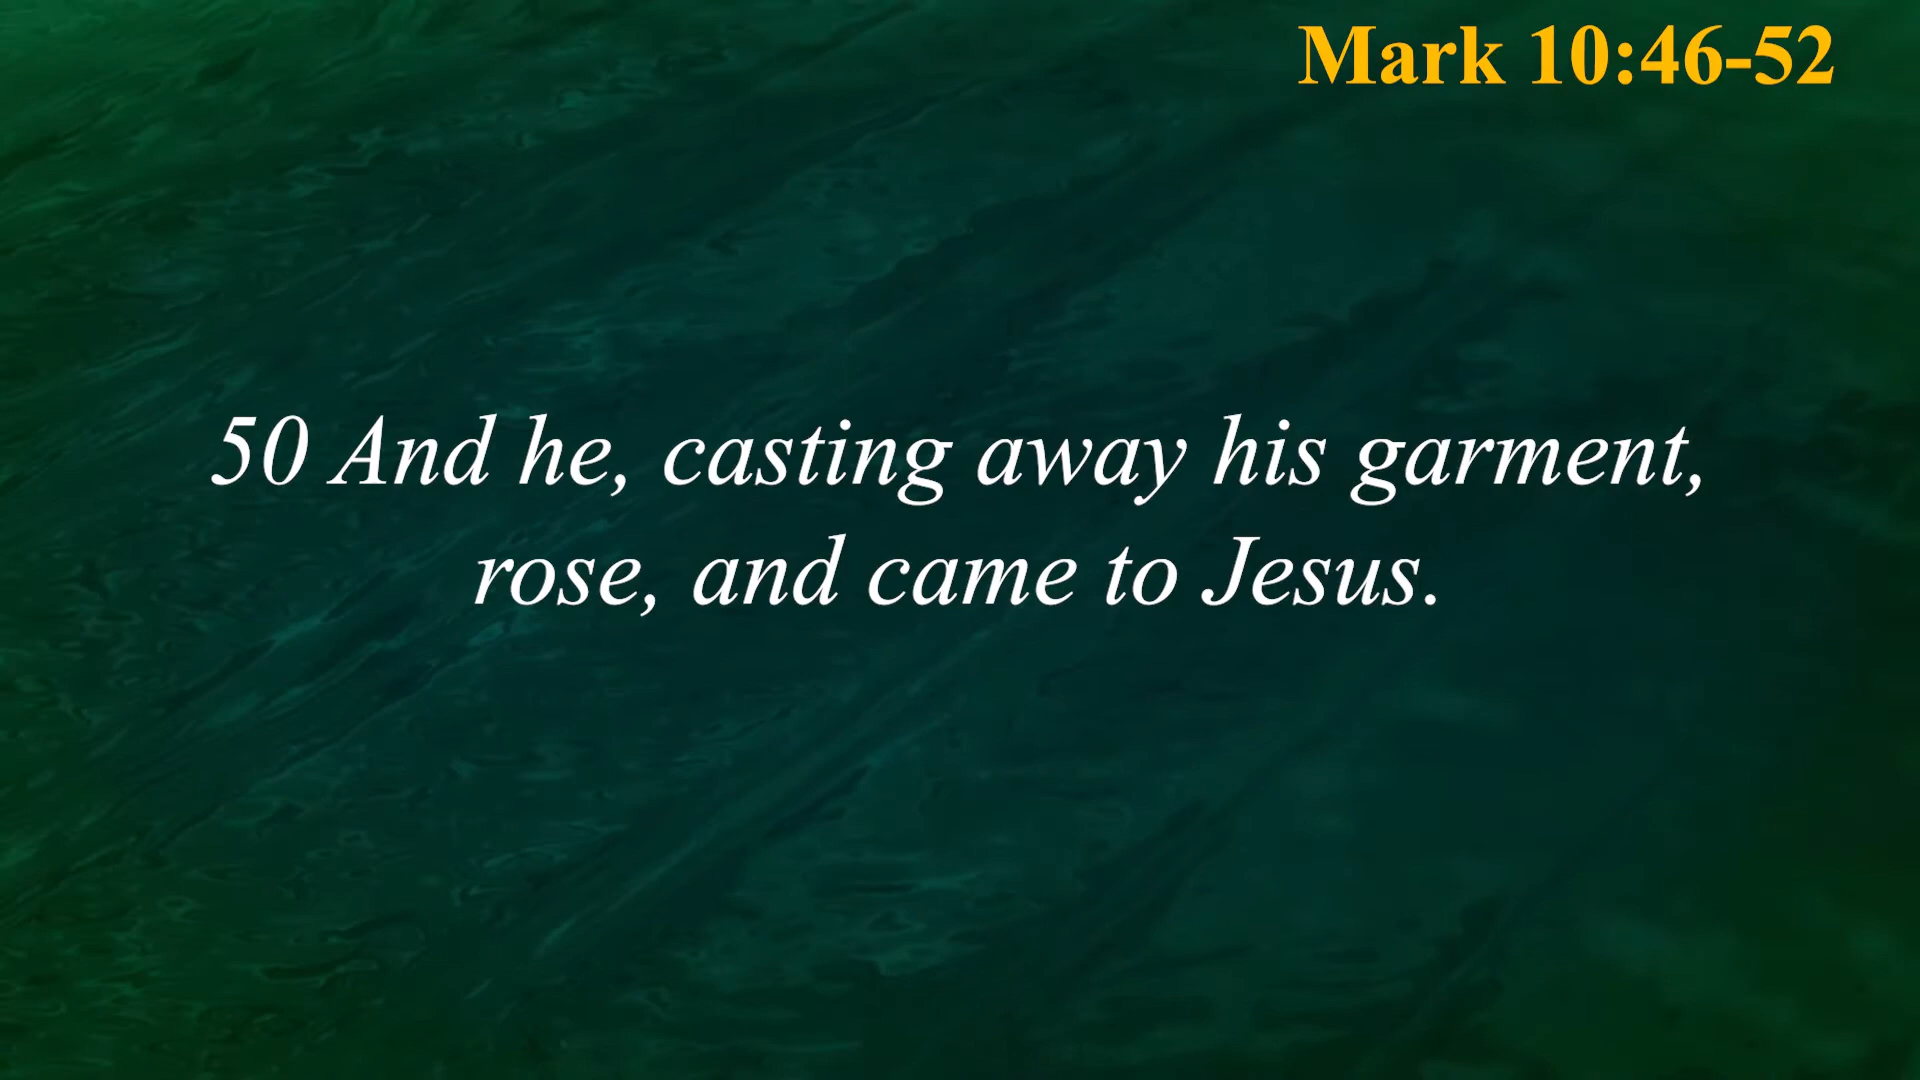 Mark 10:46-52
50 And he, casting away his garment,
rose, and came to Jesus.